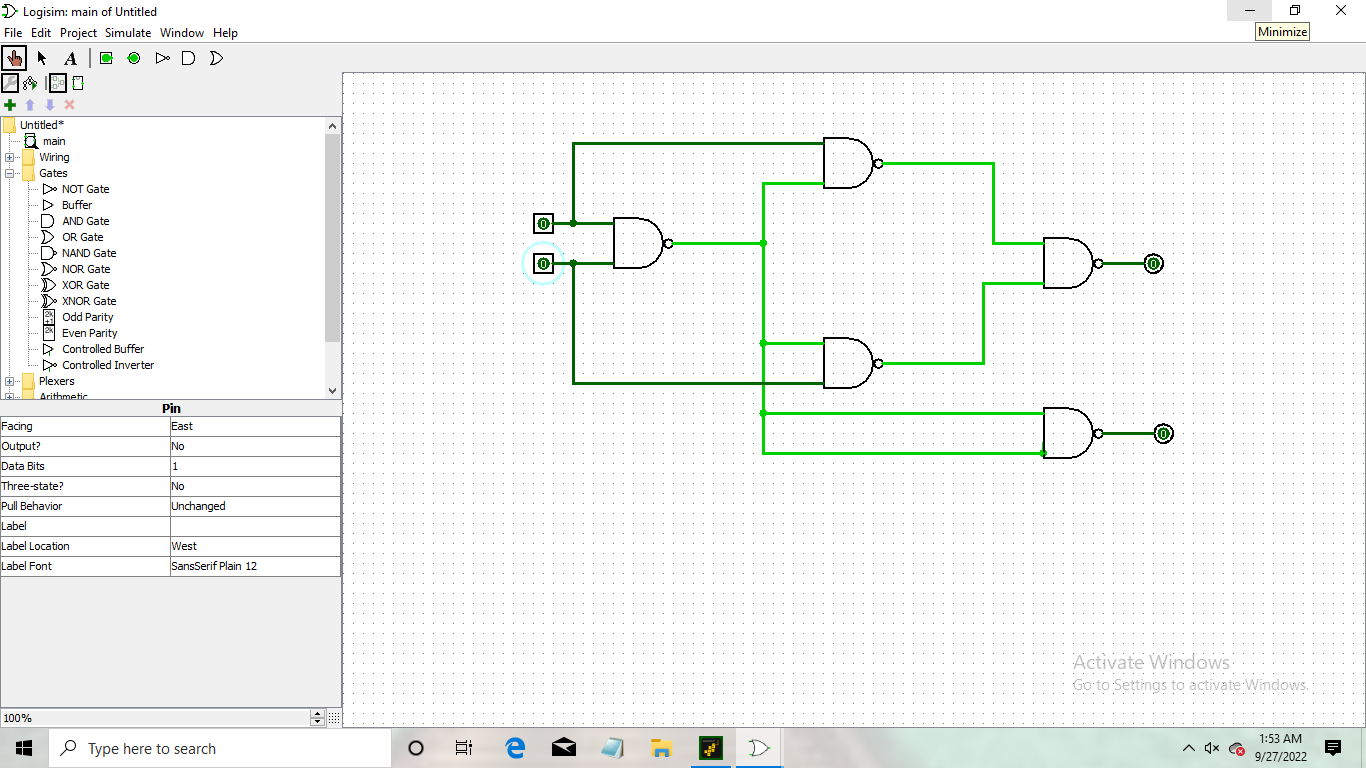 Logisim: main of Untitled
File Edit Project Simulate Window Help
Minimize
A
Untitled*
main
Wiring
Gates
NOT Gate
Buffer
AND Gate
OR Gate
NAND Gate
NOR Gate
XOR Gate
XNOR Gate
2k
+1
Odd Parity
2k
Even Parity
Controlled Buffer
Controlled Inverter
Plexers
Arithmetic
Pin
Facing East
Output? No
Data Bits 1
Three-state? No
Pull Behavior Unchanged
Label
Label Location West
Label Font SansSerif Plain 12
100%
0
0
0
0
Activate Windows
Go to Settings to activate Windows.
Type here to search
1:53 AM
9/27/2022